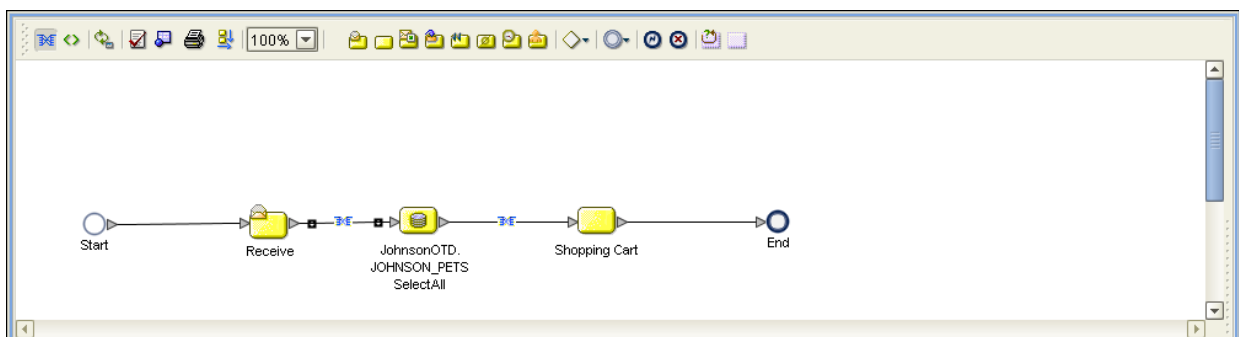 100%
Start
Receive
JohnsonOTD.
JOHNSON_PETS
SelectAll
Shopping Cart
End